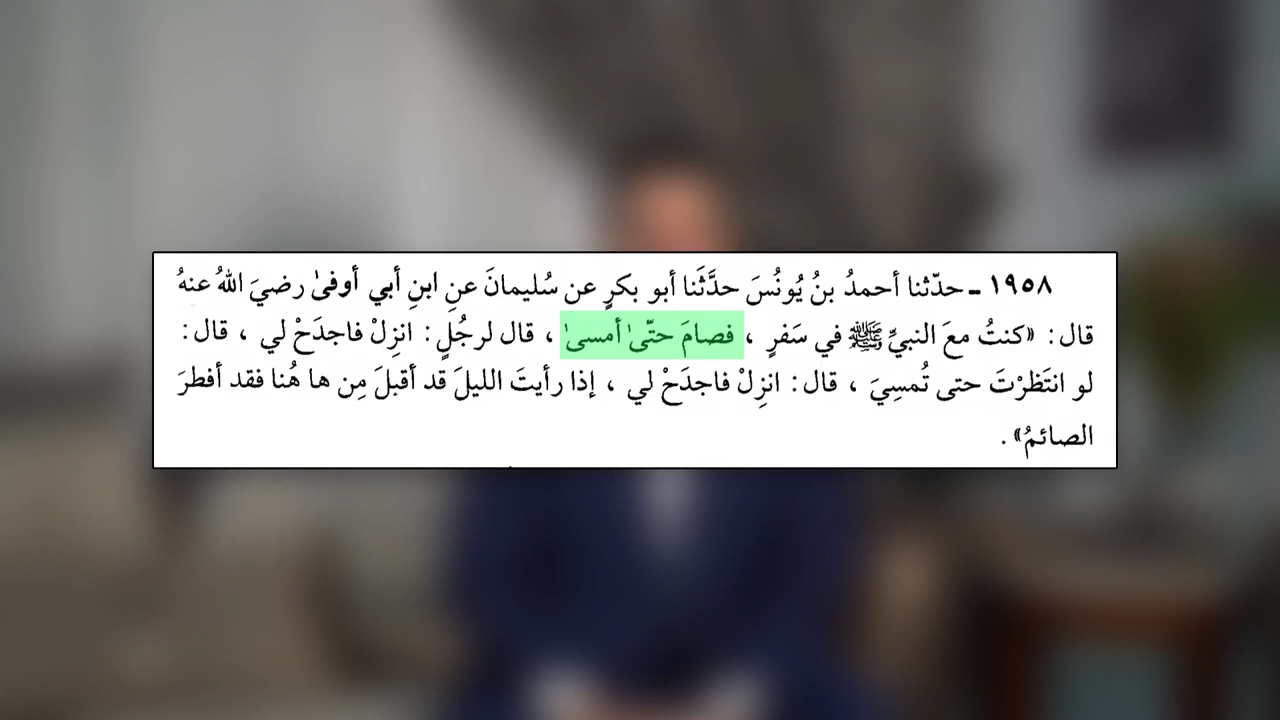 ١٩٥٨ ـ حدّثنا أحمدُ بنُ يُونُسَ حدَّثَنا أبو بكرٍ عن سُليمانَ عنِ ابنِ أبي أوفىٰ رضيَ اللهُ عنهُ
قال: «كنتُ معَ النبيِّ ﷺ في سَفرٍ ، فصامَ حتّىٰ أمسىٰ ، قال لرجُلٍ: انزِلْ فاجدَحْ لي ، قال:
لو انتَظرْتَ حتى تُمسِيَ ، قال: انزِلْ فاجدَحْ لي ، إذا رأيتَ الليلَ قد أقبلَ مِن ها هُنا فقد أفطرَ
الصائمُ» .